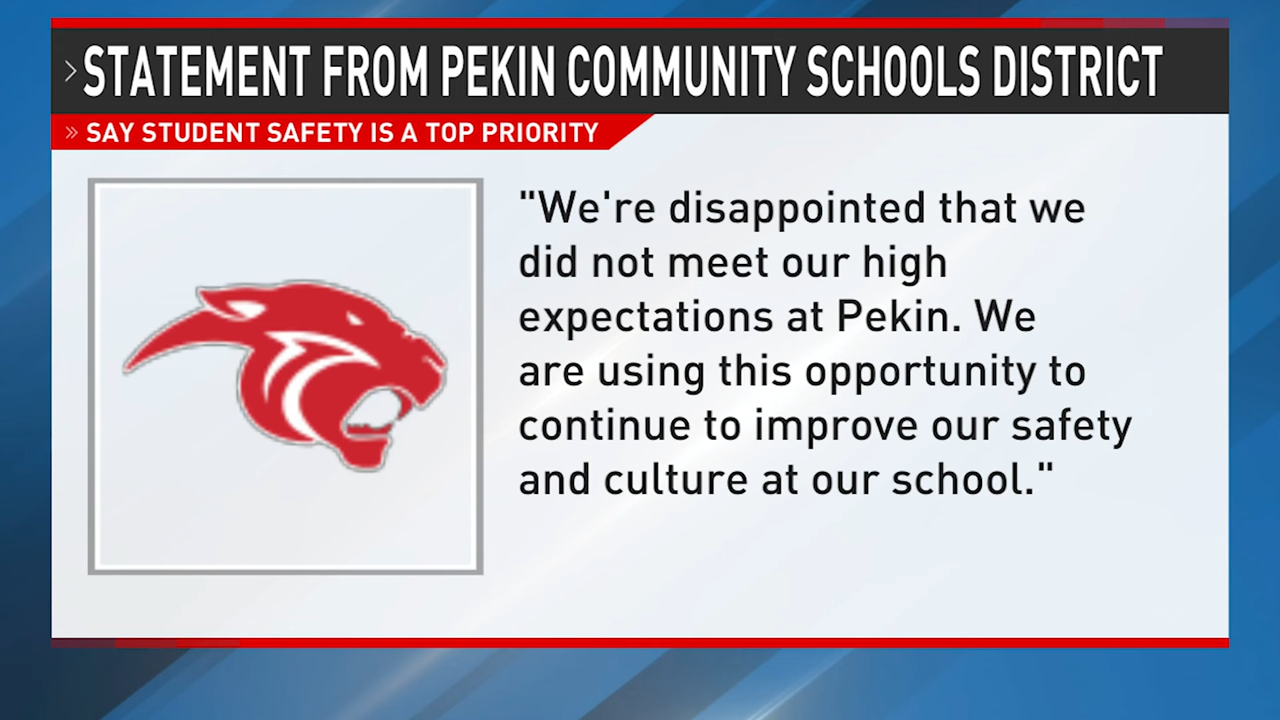 > STATEMENT FROM PEKIN COMMUNITY SCHOOLS DISTRICT
» SAY STUDENT SAFETY IS A TOP PRIORITY
"We're disappointed that we
did not meet our high
expectations at Pekin. We
are using this opportunity to
continue to improve our safety
and culture at our school."